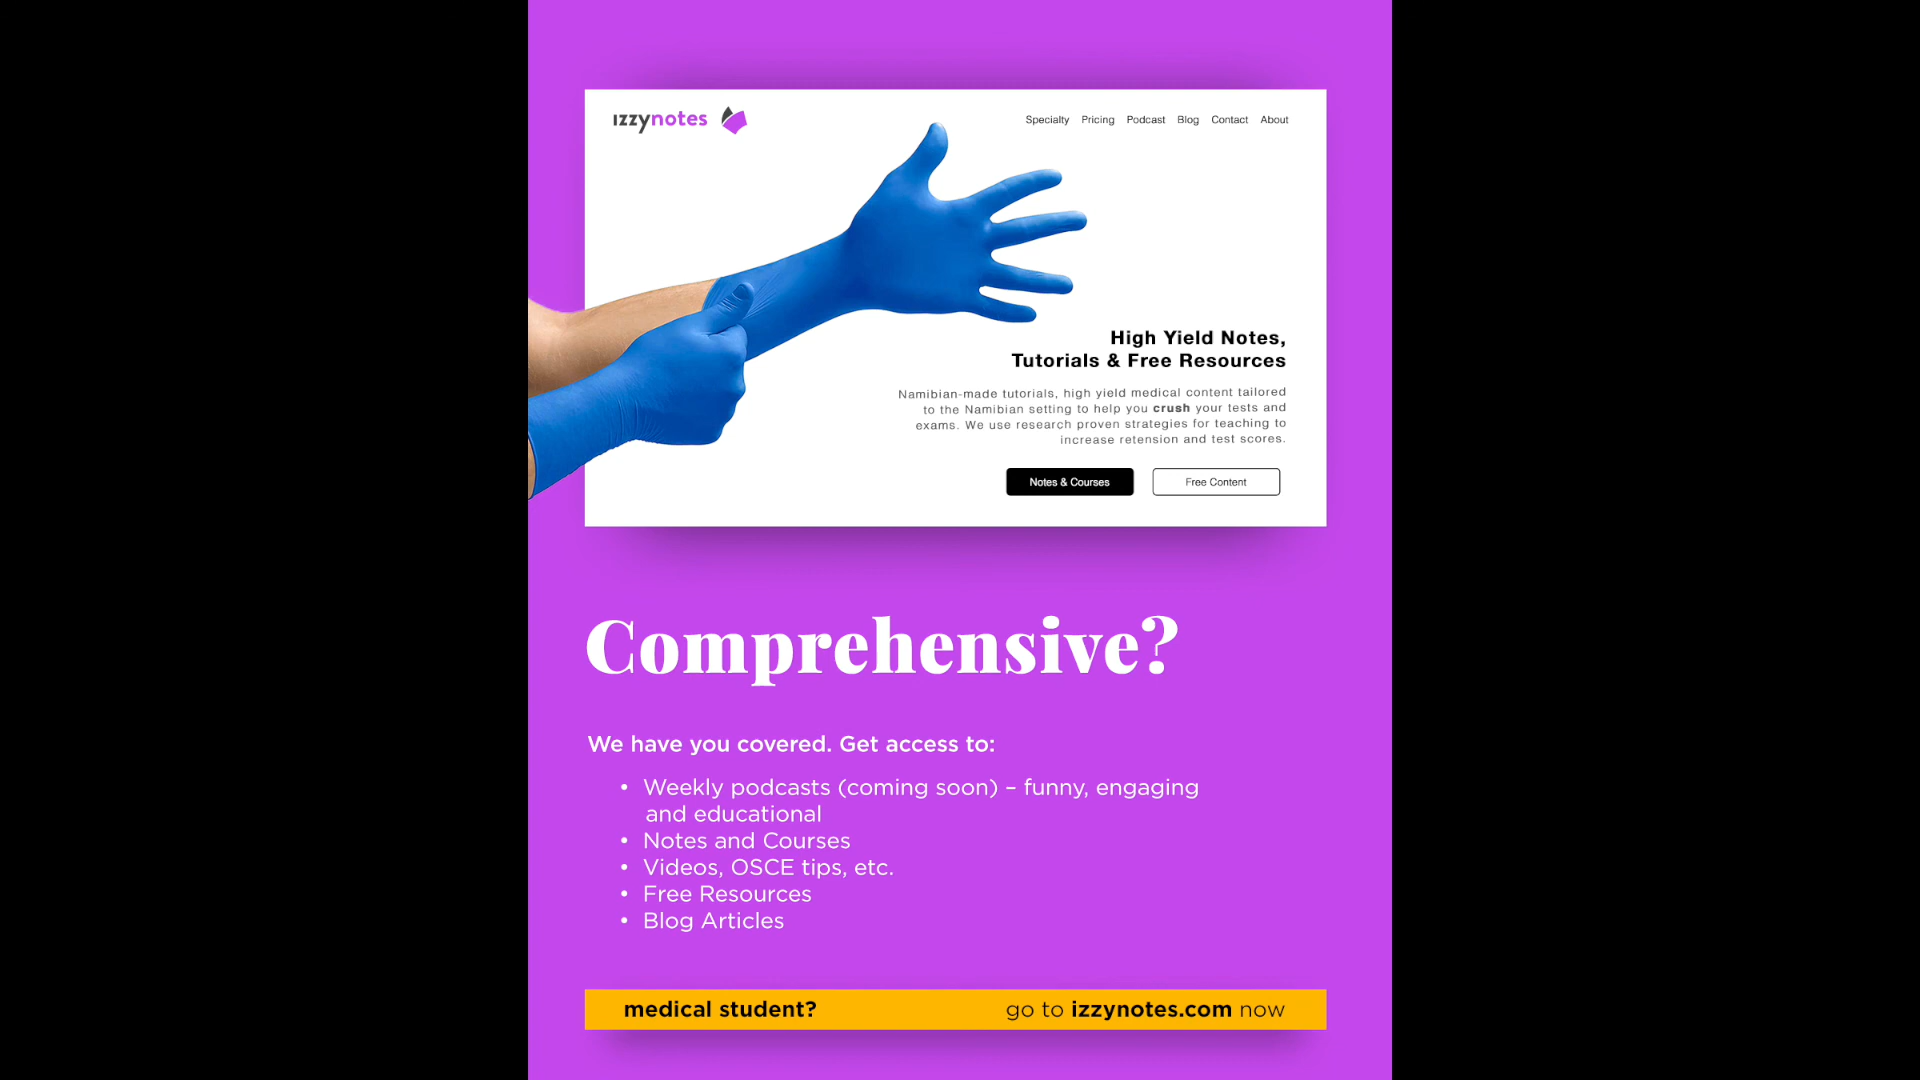 izzynotes
Specialty Pricing Podcast Blog Contact About
High Yield Notes,
Tutorials & Free Resources
Namibian-made tutorials, high yield medical content tailored
to the Namibian setting to help you crush your tests and
exams. We use research proven strategies for teaching to
increase retension and test scores.
Notes & Courses Free Content
Comprehensive?
We have you covered. Get access to:
• Weekly podcasts (coming soon) – funny, engaging
and educational
• Notes and Courses
• Videos, OSCE tips, etc.
• Free Resources
• Blog Articles
medical student? go to izzynotes.com now